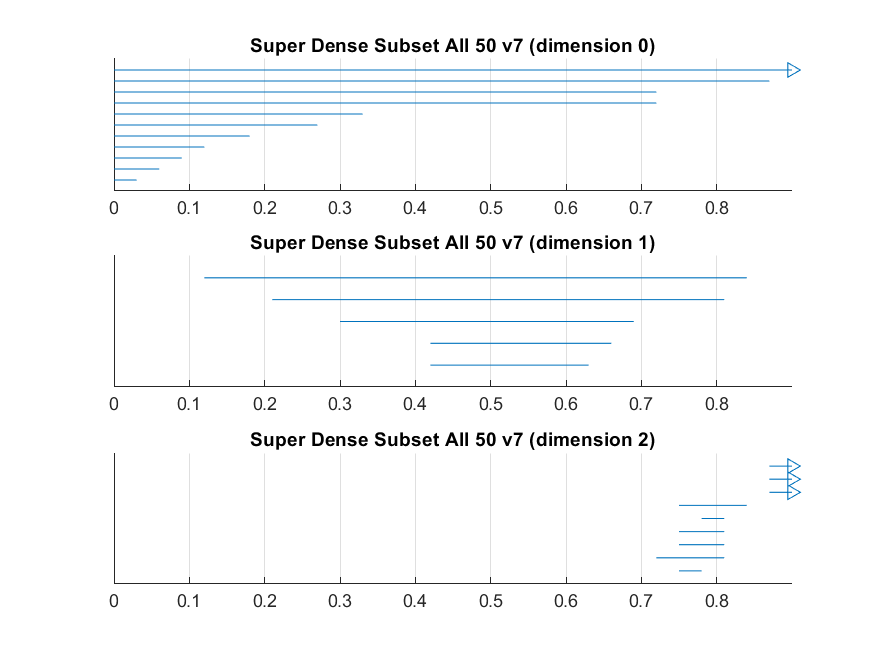 Super Dense Subset All 50 v7 (dimension 0)
0 0.1 0.2 0.3 0.4 0.5 0.6 0.7 0.8
Super Dense Subset All 50 v7 (dimension 1)
0 0.1 0.2 0.3 0.4 0.5 0.6 0.7 0.8
Super Dense Subset All 50 v7 (dimension 2)
0 0.1 0.2 0.3 0.4 0.5 0.6 0.7 0.8